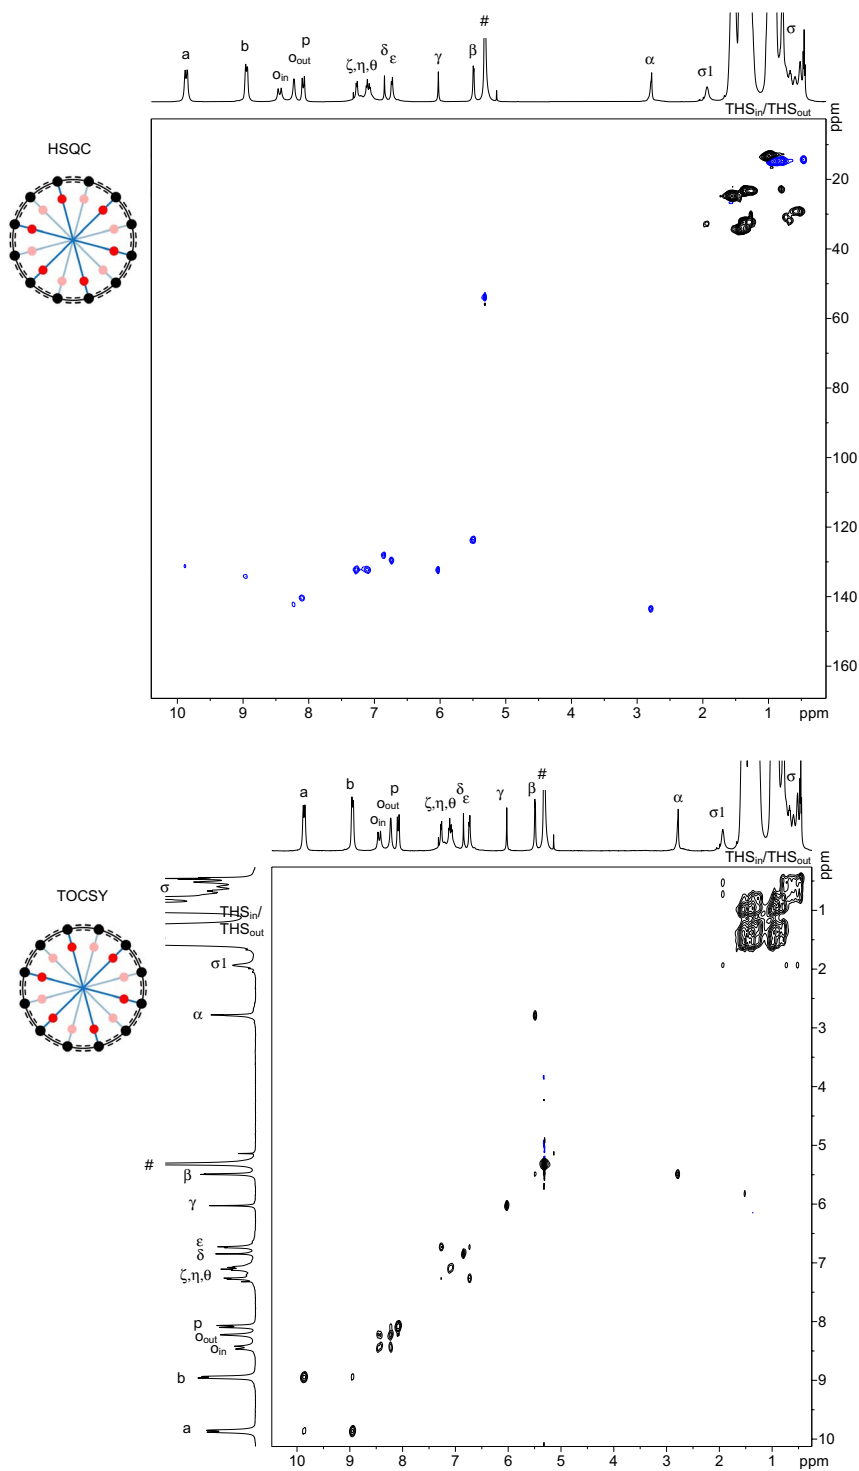 #
σ
p
b
a
o_out
δ
β
ζ,η,θ
ε
γ
α
o_in
σ1
THS_in/THS_out
ppm
HSQC
20
40
60
80
100
120
140
160
10 9 8 7 6 5 4 3 2 1 ppm
#
σ
b
p
a
o_out
δ
β
ζ,η,θ
ε
γ
α
o_in
σ1
THS_in/THS_out
ppm
σ
TOCSY
THS_in/
THS_out
σ1
α
#
β
γ
ε
δ
ζ,η,θ
p
o_out
o_in
b
a
1
2
3
4
5
6
7
8
9
10
10 9 8 7 6 5 4 3 2 1 ppm